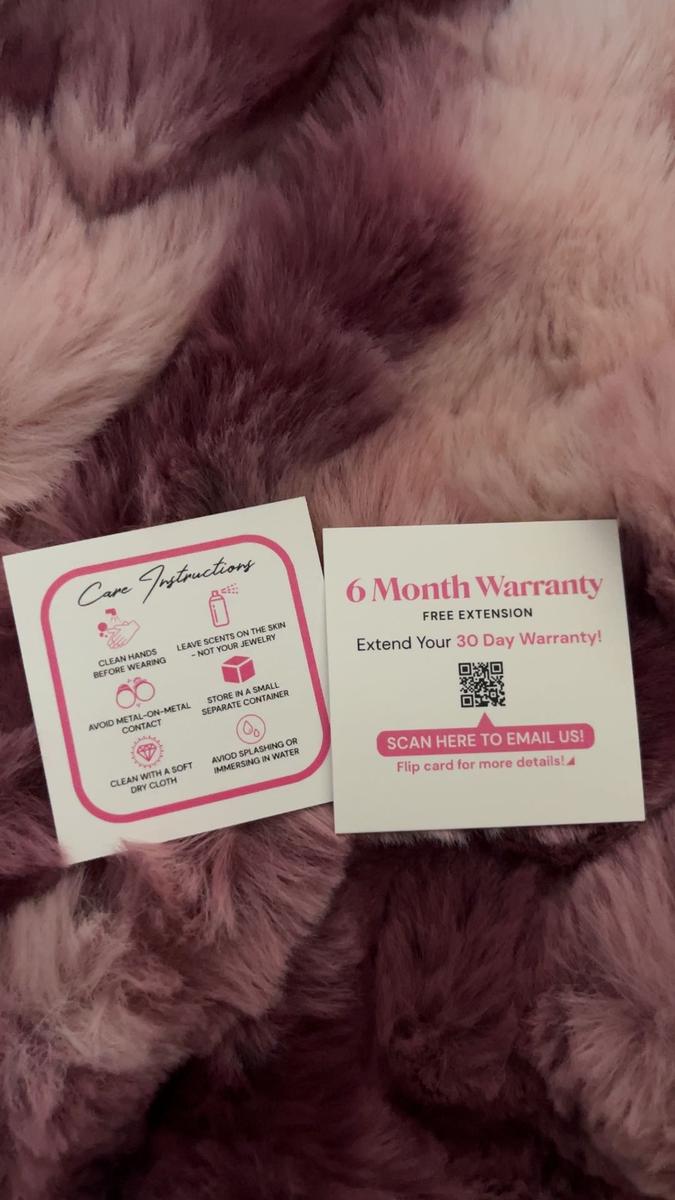 Care Instructions
CLEAN HANDS
BEFORE WEARING
LEAVE SCENTS ON THE SKIN
- NOT YOUR JEWELRY
AVOID METAL-ON-METAL
CONTACT
STORE IN A SMALL
SEPARATE CONTAINER
CLEAN WITH A SOFT
DRY CLOTH
AVIOD SPLASHING OR
IMMERSING IN WATER
6 Month Warranty
FREE EXTENSION
Extend Your 30 Day Warranty!
SCAN HERE TO EMAIL US!
Flip card for more details!